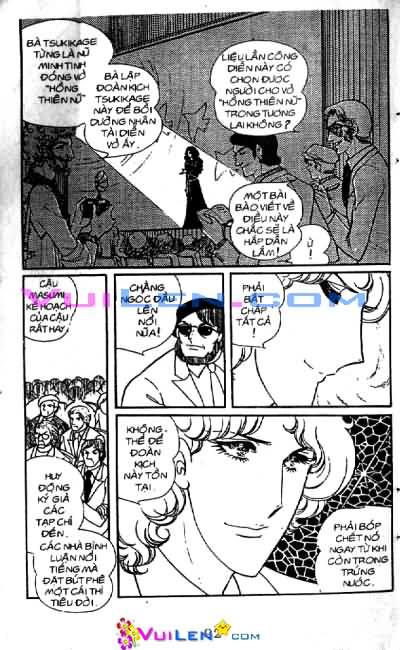 BÀ TSUKIKAGE
TỪNG LÀ NỮ
MINH TINH
ĐÓNG VỞ
"HỒNG
THIÊN NỮ"
BÀ LẬP
ĐOÀN KỊCH
TSUKIKAGE
NÀY ĐỂ BỒI
DƯỠNG NHÂN
TÀI DIỄN
VỞ ẤY.
LIỆU LẦN CÔNG
DIỄN NÀY CÓ
CHỌN ĐƯỢC
NGƯỜI CHO VỞ
"HỒNG THIÊN NỮ"
TRONG TƯƠNG
LAI KHÔNG?
MỘT BÀI
BÁO VIẾT VỀ
ĐIỀU NÀY
CHẮC SẼ LÀ
HẤP DẪN
LẮM!
Ừ!
CẬU
MASUMI,
KẾ HOẠCH
CỦA CẬU
RẤT HAY.
CHẲNG
NGÓC ĐẦU
LÊN
NỔI
NỮA!
PHẢI
BẤT
CHẤP
TẤT CẢ
!
VUILEN.COM
HUY
ĐỘNG
KÝ GIẢ
CÁC
TẠP CHÍ
ĐẾN.
CÁC NHÀ BÌNH
LUẬN NỔI
TIẾNG MÀ
ĐẶT BÚT PHÊ
MỘT CÁI THÌ
TIÊU ĐỜI.
KHÔNG
THỂ ĐỂ
ĐOÀN
KỊCH
NÀY TỒN
TẠI.
PHẢI BÓP
CHẾT NÓ
NGAY TỪ KHI
CÒN TRONG
TRỨNG
NƯỚC.
VUILEN.COM